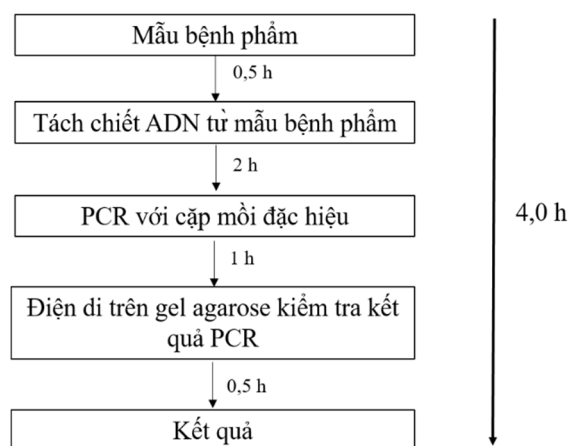 Mẫu bệnh phẩm
0,5 h
Tách chiết ADN từ mẫu bệnh phẩm
2 h
PCR với cặp mồi đặc hiệu
4,0 h
1 h
Điện di trên gel agarose kiểm tra kết
quả PCR
0,5 h
Kết quả